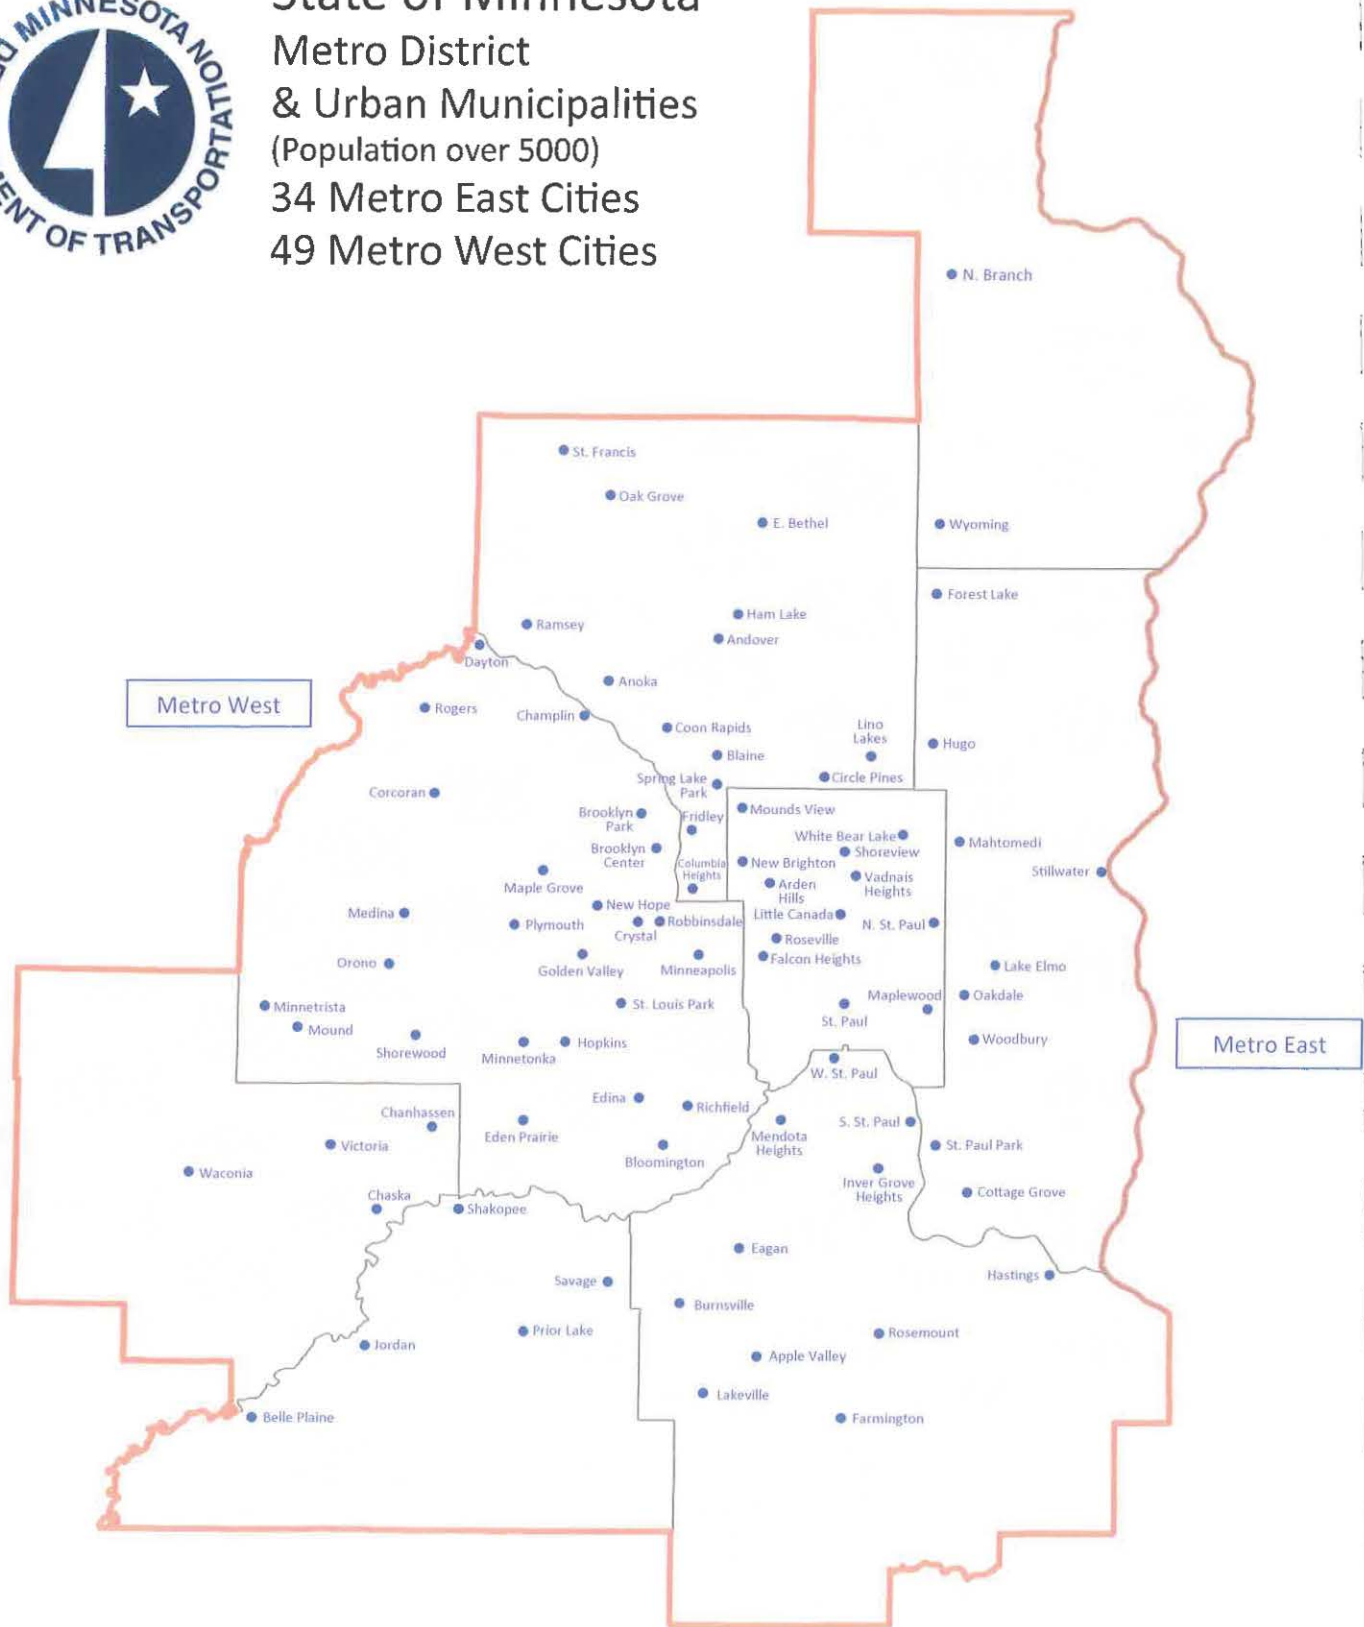 MINNESOTA
OF TRANSPORTATION
State of Minnesota
Metro District
& Urban Municipalities
(Population over 5000)
34 Metro East Cities
49 Metro West Cities
N. Branch
St. Francis
Oak Grove
E. Bethel
Wyoming
Forest Lake
Ham Lake
Ramsey
Andover
Dayton
Anoka
Metro West
Rogers
Champlin
Coon Rapids
Lino
Lakes
Hugo
Blaine
Spring Lake
Park
Circle Pines
Corcoran
Brooklyn
Park
Fridley
Mounds View
White Bear Lake
Mahtomedi
Brooklyn
Center
Columbia
Heights
New Brighton
Shoreview
Stillwater
Maple Grove
Arden
Hills
Vadnais
Heights
New Hope
Medina
Plymouth
Crystal
Robbinsdale
Little Canada
N. St. Paul
Roseville
Orono
Golden Valley
Minneapolis
Falcon Heights
Lake Elmo
Minnetrista
St. Louis Park
Maplewood
Oakdale
Mound
St. Paul
Shorewood
Minnetonka
Hopkins
Woodbury
Metro East
W. St. Paul
Edina
Richfield
Chanhassen
Eden Prairie
Mendota
Heights
S. St. Paul
Victoria
Bloomington
St. Paul Park
Waconia
Inver Grove
Heights
Cottage Grove
Chaska
Shakopee
Eagan
Savage
Hastings
Burnsville
Prior Lake
Rosemount
Jordan
Apple Valley
Lakeville
Belle Plaine
Farmington